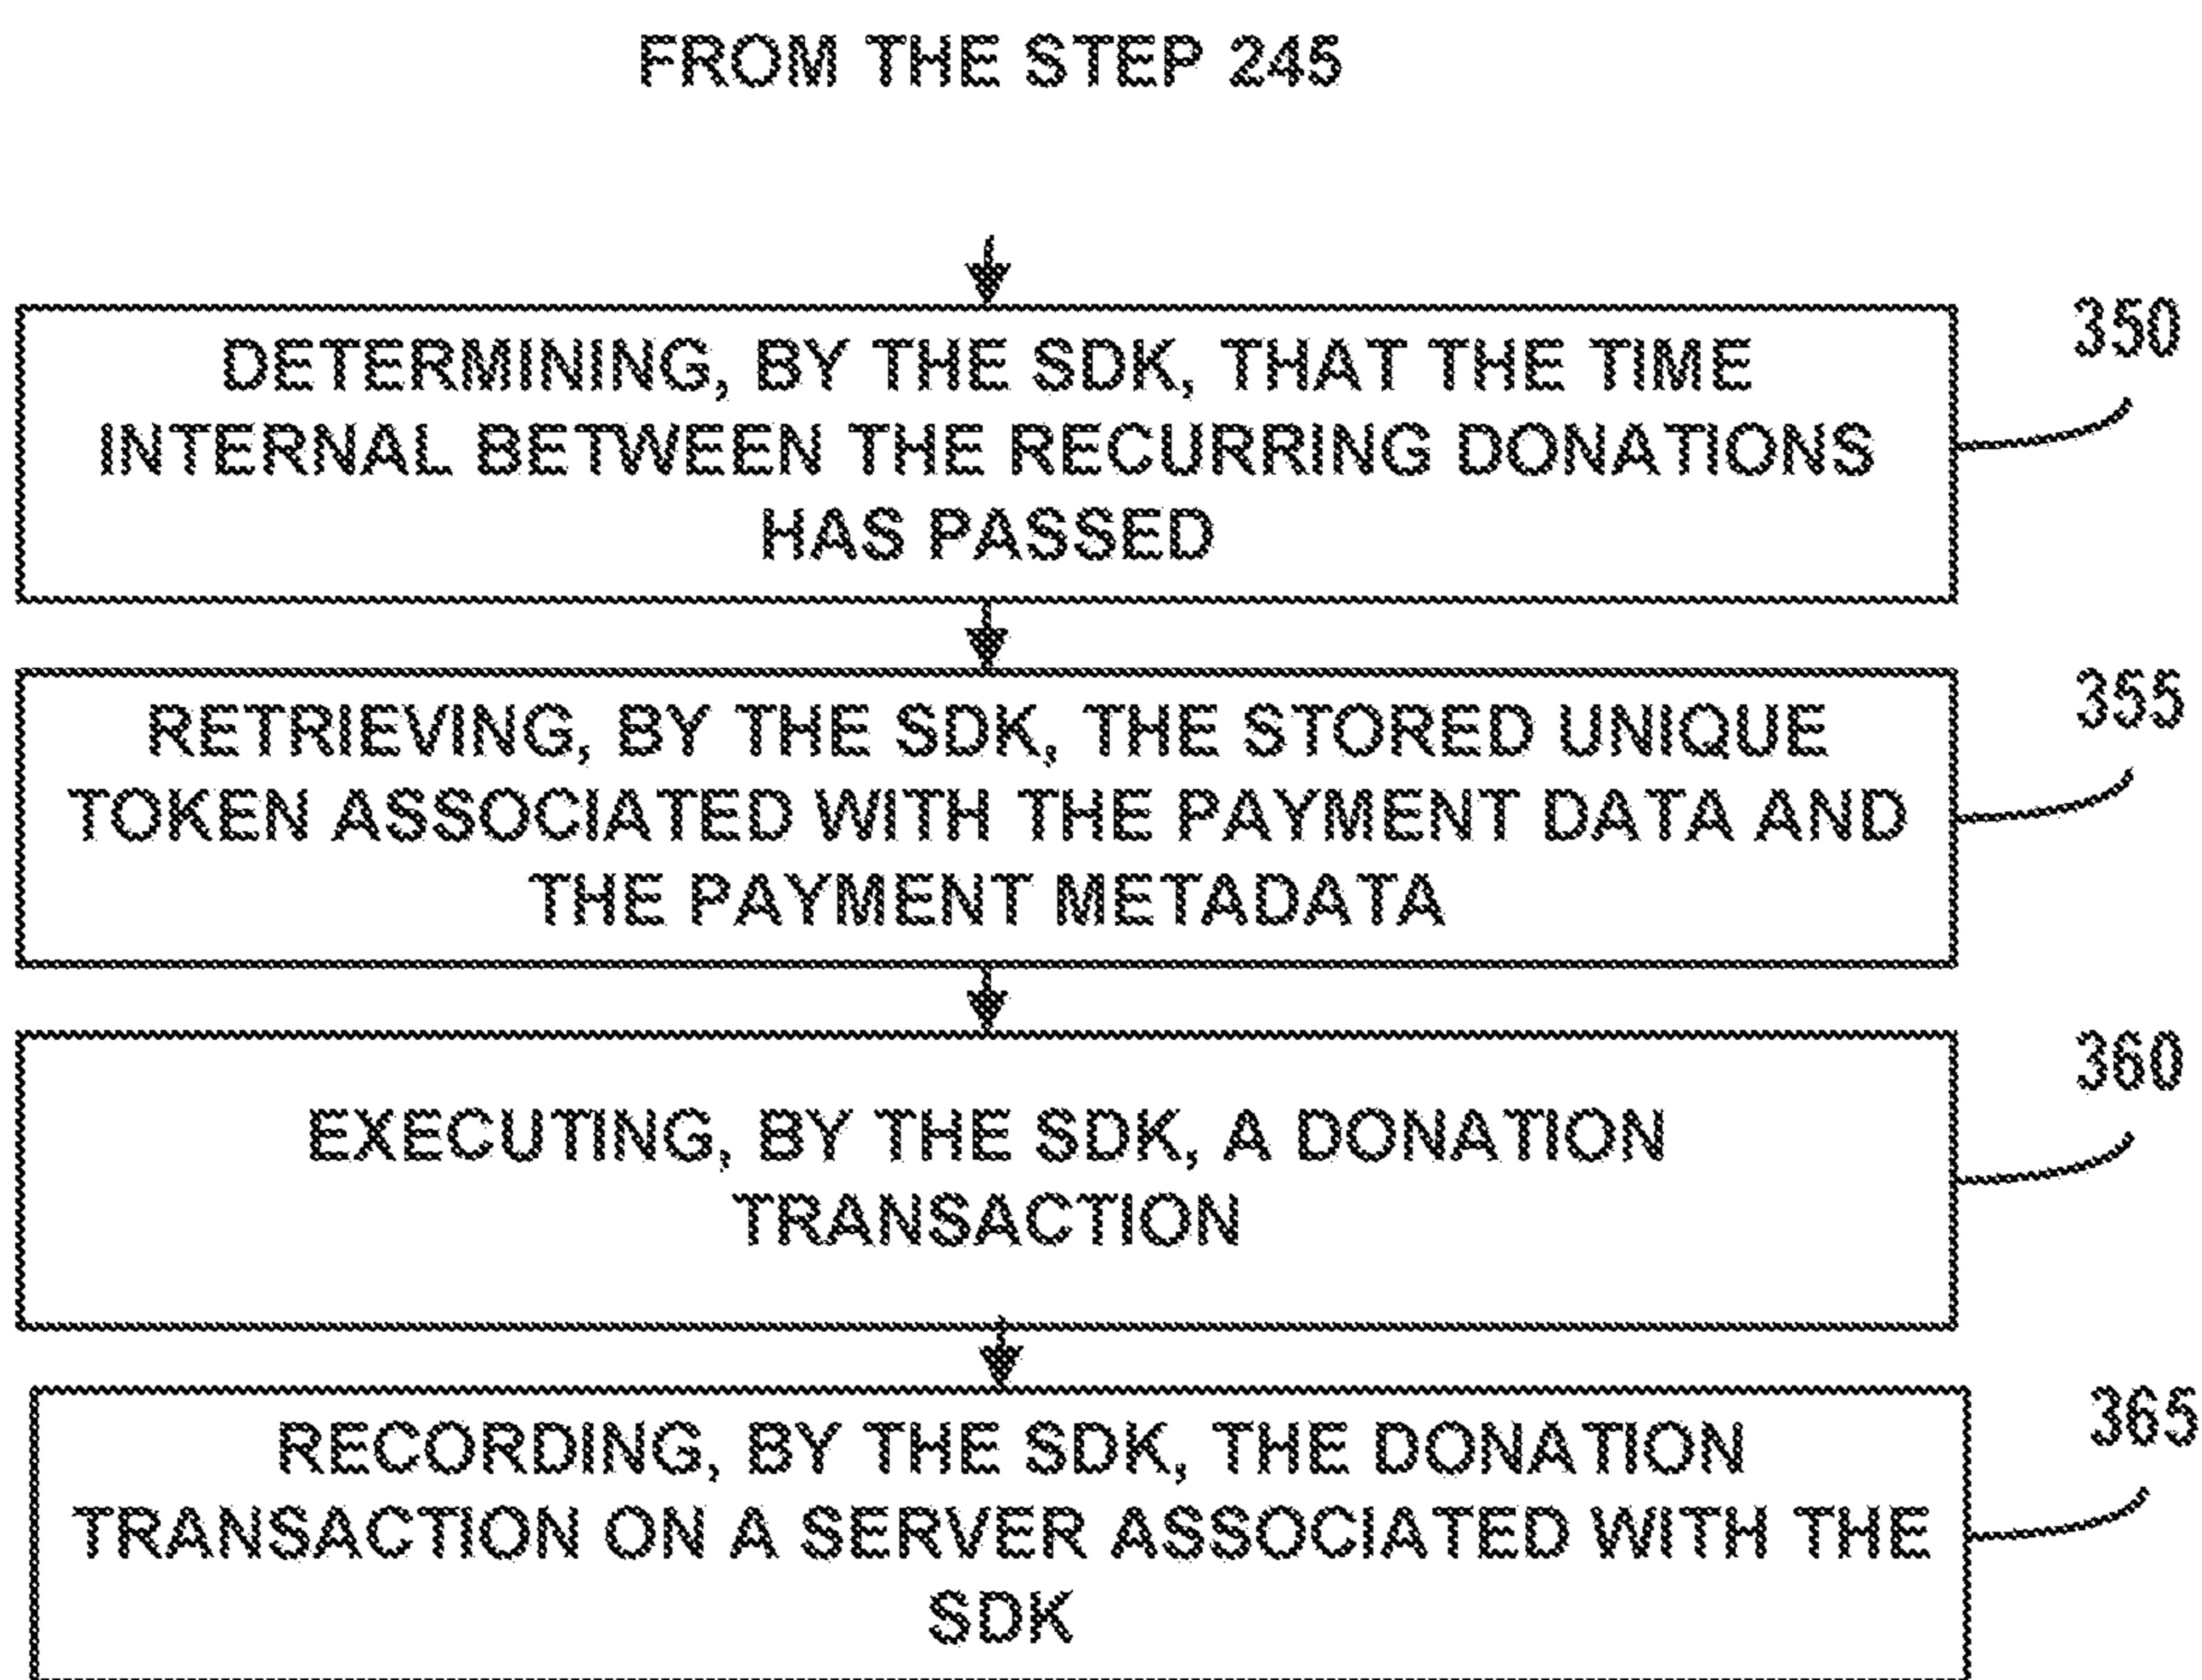 FROM THE STEP 245
DETERMINING, BY THE SDK, THAT THE TIME
INTERNAL BETWEEN THE RECURRING DONATIONS
HAS PASSED
350
RETRIEVING, BY THE SDK, THE STORED UNIQUE
TOKEN ASSOCIATED WITH THE PAYMENT DATA AND
THE PAYMENT METADATA
355
EXECUTING, BY THE SDK, A DONATION
TRANSACTION
360
RECORDING, BY THE SDK, THE DONATION
TRANSACTION ON A SERVER ASSOCIATED WITH THE
SDK
365